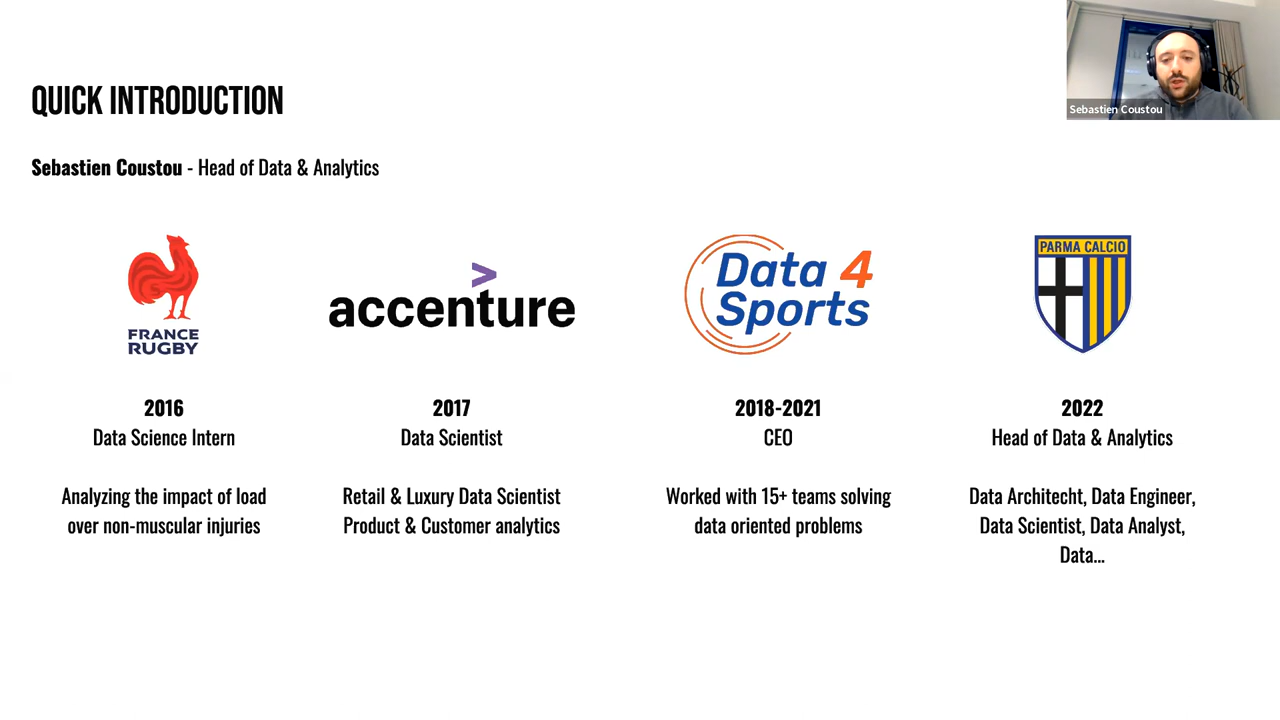 Sebastien Coustou
QUICK INTRODUCTION
Sebastien Coustou - Head of Data & Analytics
FRANCE
RUGBY
>
accenture
Data 4
Sports
PARMA CALCIO
2016
Data Science Intern
Analyzing the impact of load
over non-muscular injuries
2017
Data Scientist
Retail & Luxury Data Scientist
Product & Customer analytics
2018-2021
CEO
Worked with 15+ teams solving
data oriented problems
2022
Head of Data & Analytics
Data Architecht, Data Engineer,
Data Scientist, Data Analyst,
Data...